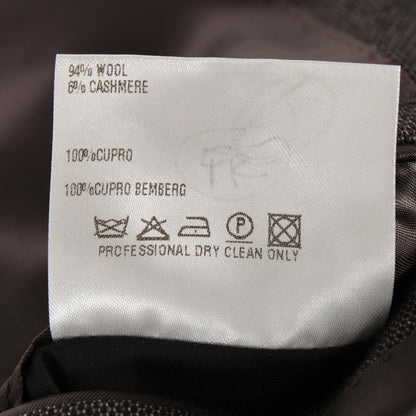 94% WOOL
6% CASHMERE
100%CUPRO
100%CUPRO BEMBERG
P
PROFESSIONAL DRY CLEAN ONLY